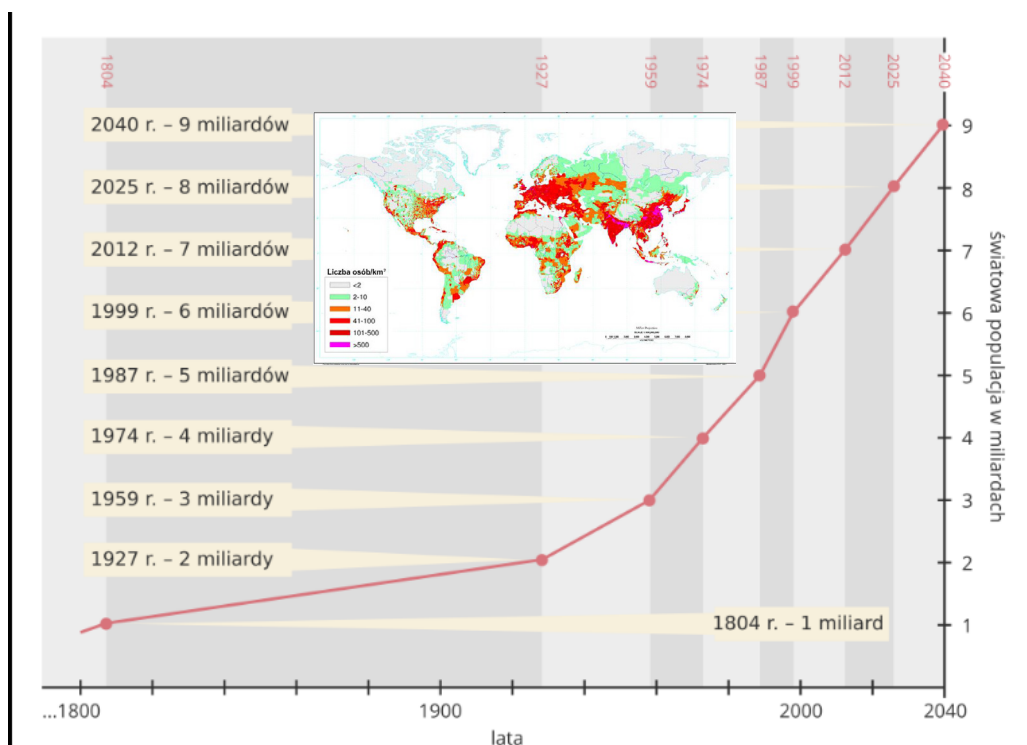 1804
1927
1959
1974
1987
1999
2012
2025
2040
2040 r. – 9 miliardów
2025 r. – 8 miliardów
2012 r. – 7 miliardów
1999 r. – 6 miliardów
1987 r. – 5 miliardów
1974 r. – 4 miliardy
1959 r. – 3 miliardy
1927 r. – 2 miliardy
1804 r. – 1 miliard
Liczba osób/km²
<2
2-10
11-40
41-100
101-500
>500
9
8
7
6
5
4
3
2
1
światowa populacja w miliardach
...1800
1900
2000
2040
lata